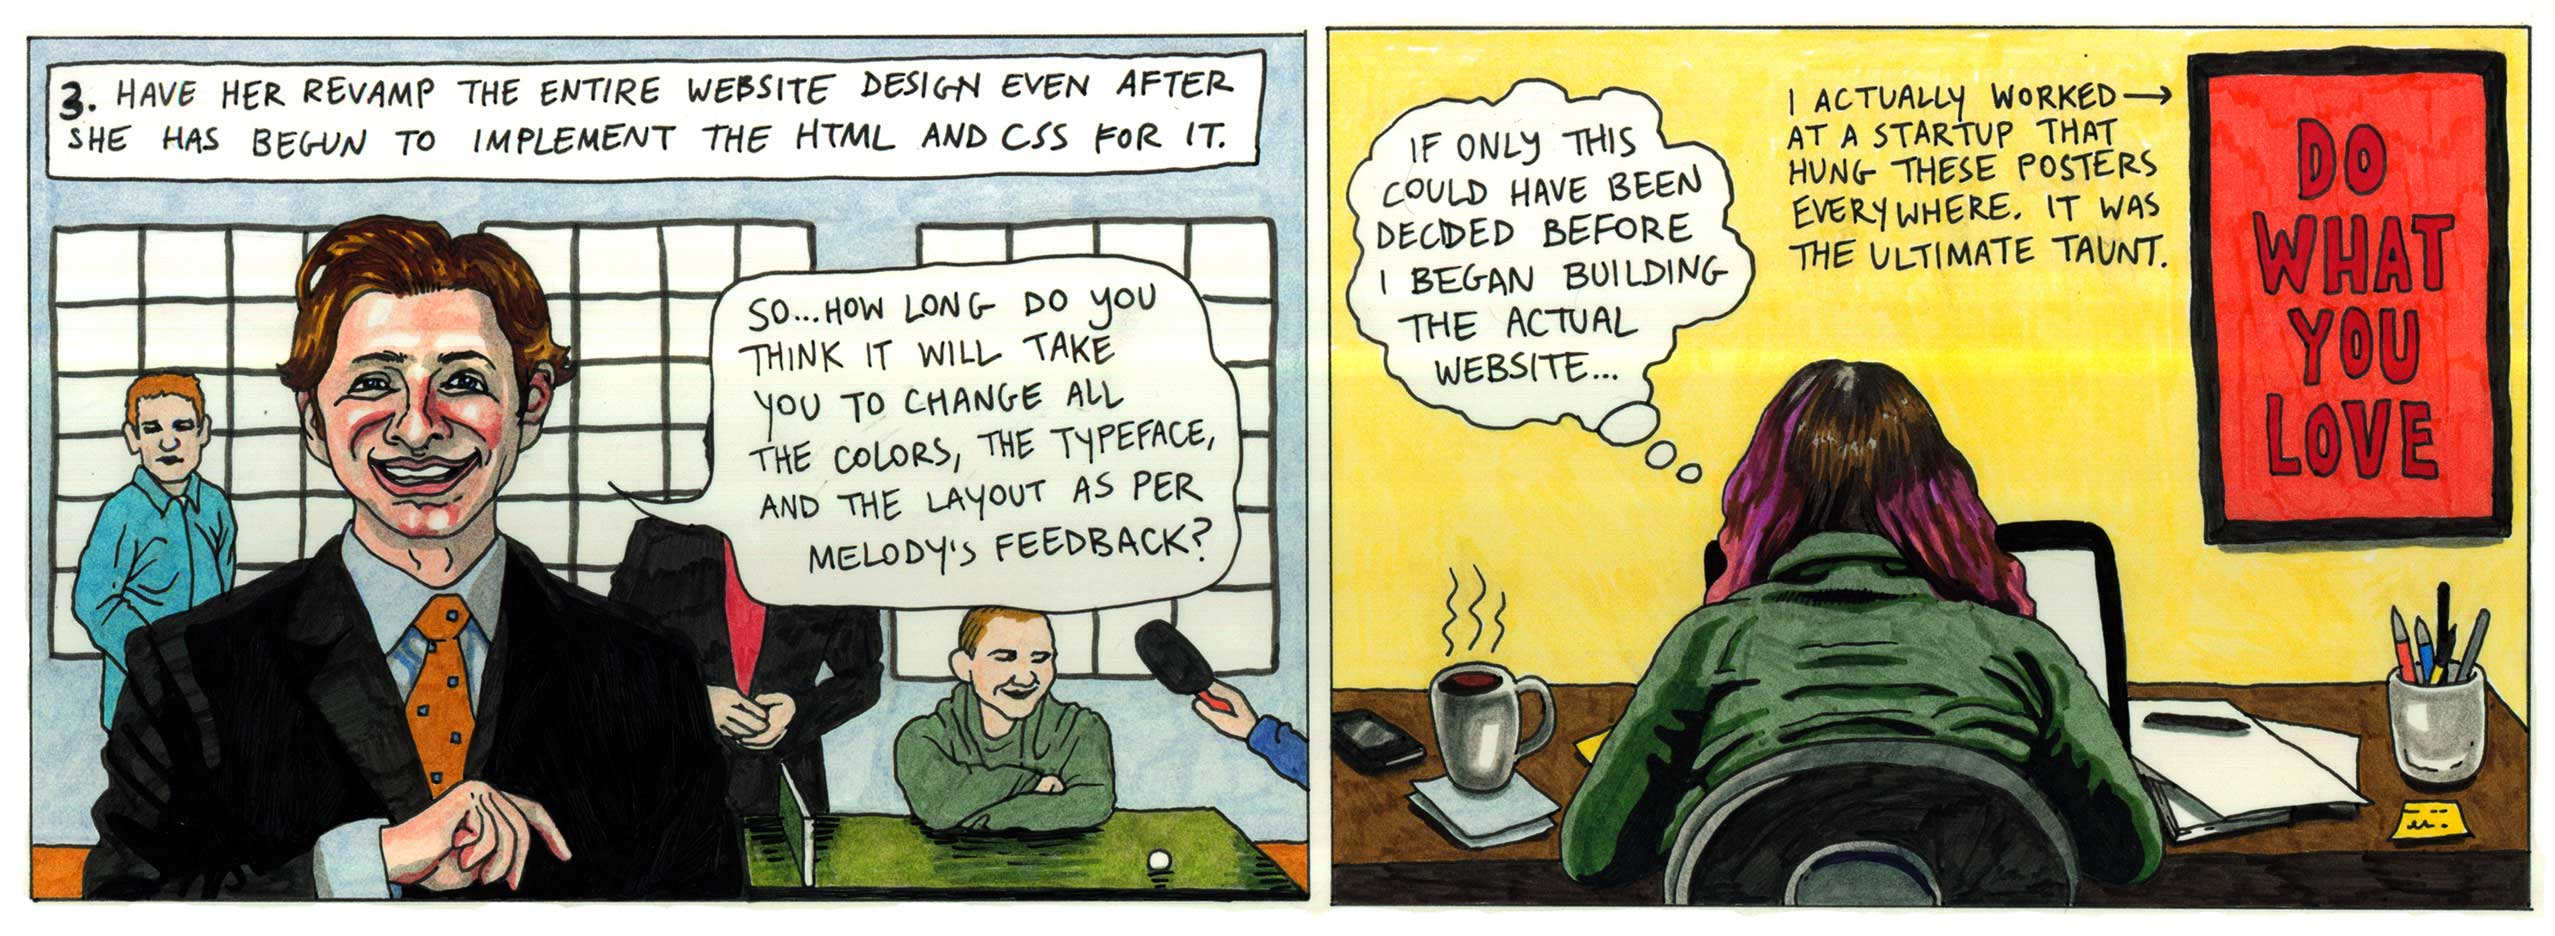 3. HAVE HER REVAMP THE ENTIRE WEBSITE DESIGN EVEN AFTER
SHE HAS BEGUN TO IMPLEMENT THE HTML AND CSS FOR IT.
SO...HOW LONG DO YOU
THINK IT WILL TAKE
YOU TO CHANGE ALL
THE COLORS, THE TYPEFACE,
AND THE LAYOUT AS PER
MELODY'S FEEDBACK?
IF ONLY THIS
COULD HAVE BEEN
DECIDED BEFORE
I BEGAN BUILDING
THE ACTUAL
WEBSITE...
I ACTUALLY WORKED →
AT A STARTUP THAT
HUNG THESE POSTERS
EVERYWHERE. IT WAS
THE ULTIMATE TAUNT.
DO
WHAT
YOU
LOVE